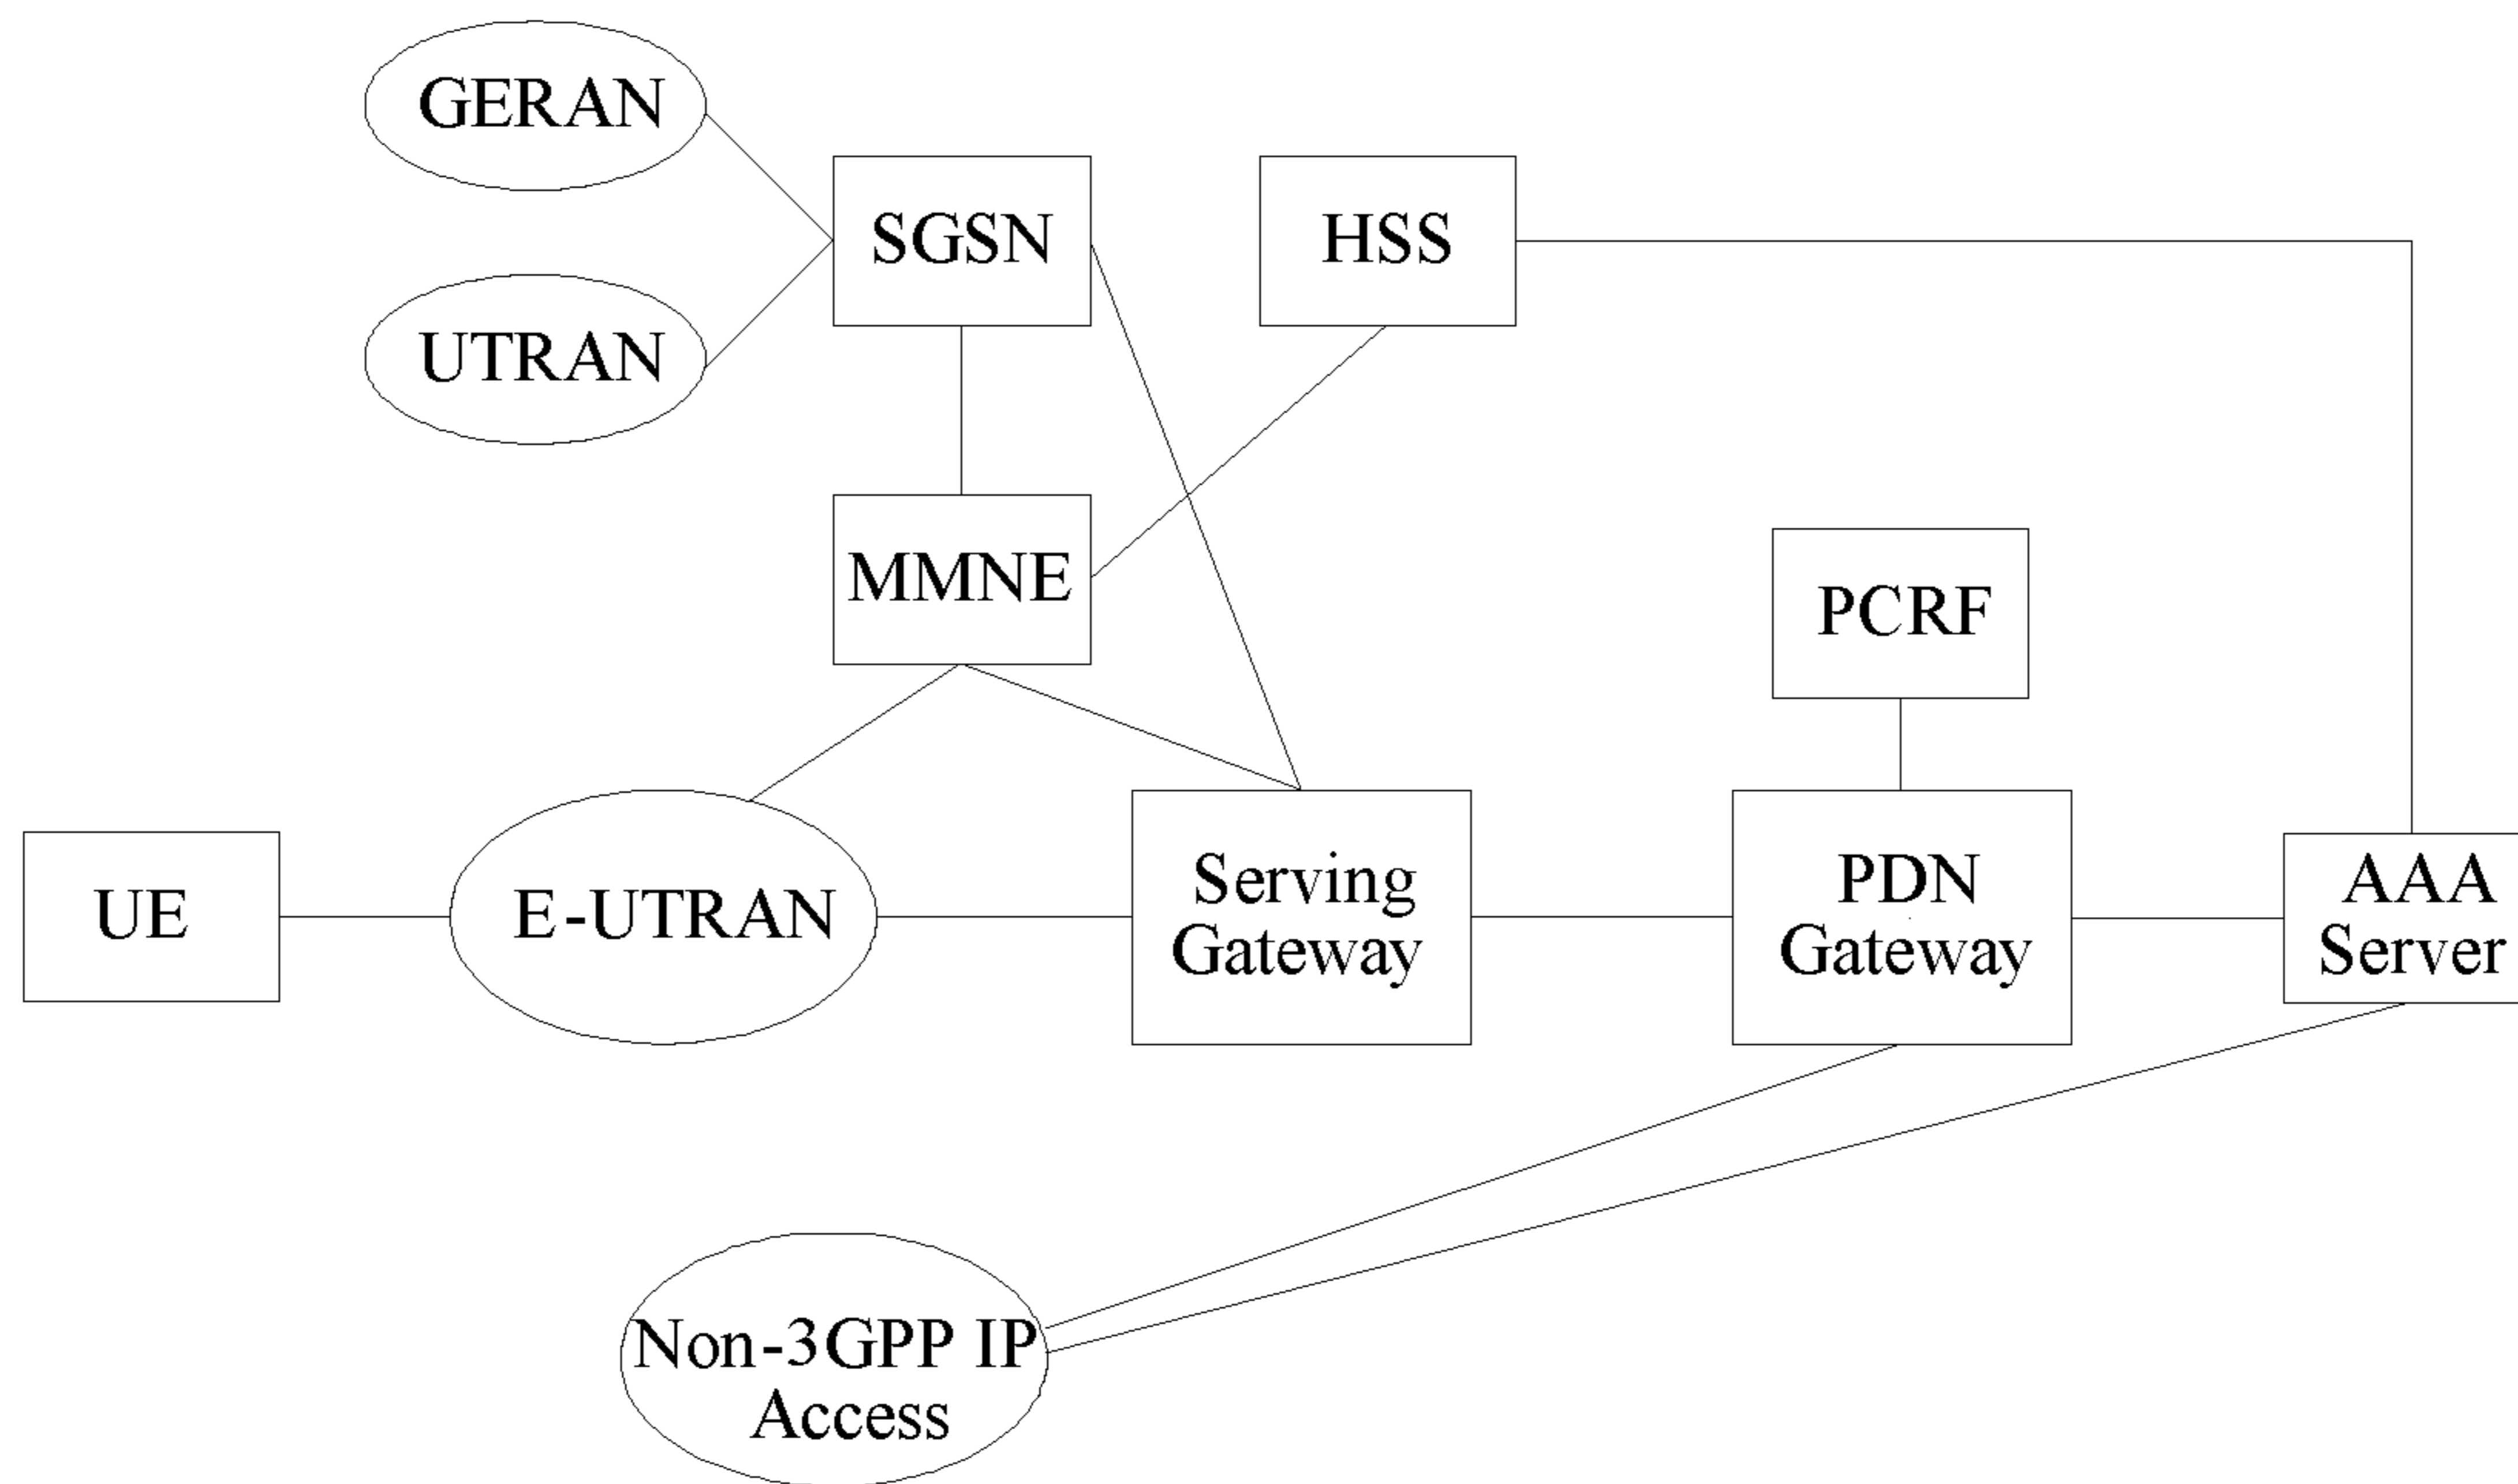 GERAN
SGSN
HSS
UTRAN
MMNE
PCRF
UE
E-UTRAN
Serving
Gateway
PDN
Gateway
AAA
Server
Non-3GPP IP
Access